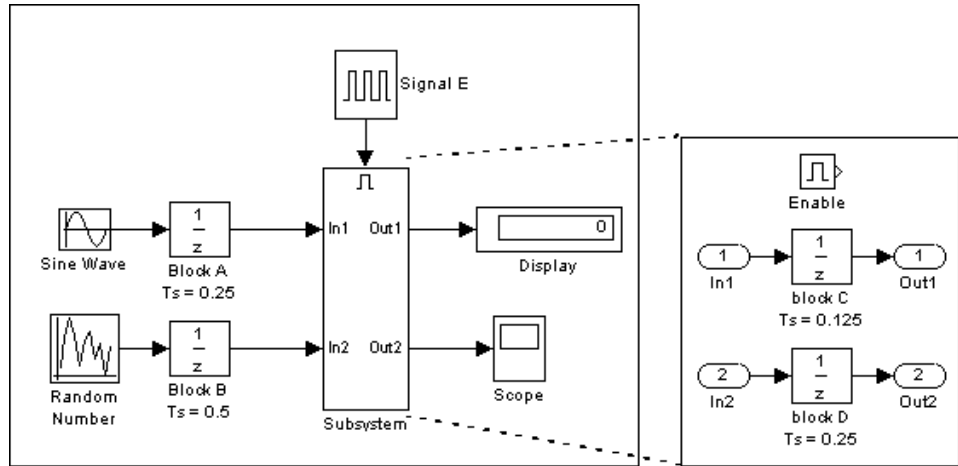 Signal E
In1 Out1
0
1
z
Sine Wave
Block A
Ts = 0.25
Display
In2 Out2
1
z
Random
Number
Block B
Ts = 0.5
Scope
Subsystem
Enable
1
1
z
1
In1
Out1
block C
Ts = 0.125
2
1
z
2
In2
Out2
block D
Ts = 0.25